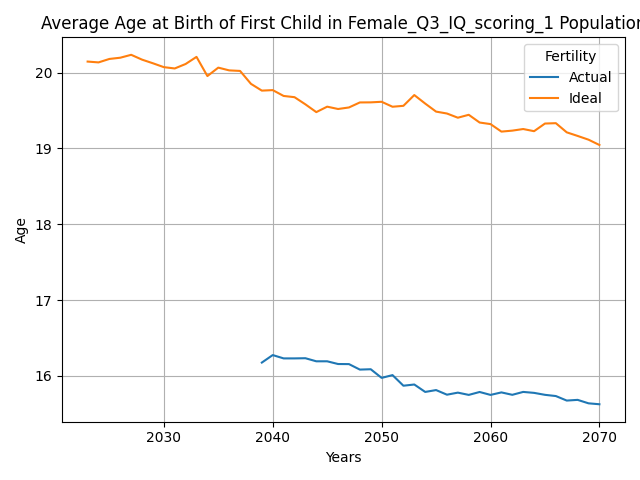 Average Age at Birth of First Child in Female_Q3_IQ_scoring_1 Population
Fertility
Actual
Ideal
20
19
18
17
16
Age
2030 2040 2050 2060 2070
Years